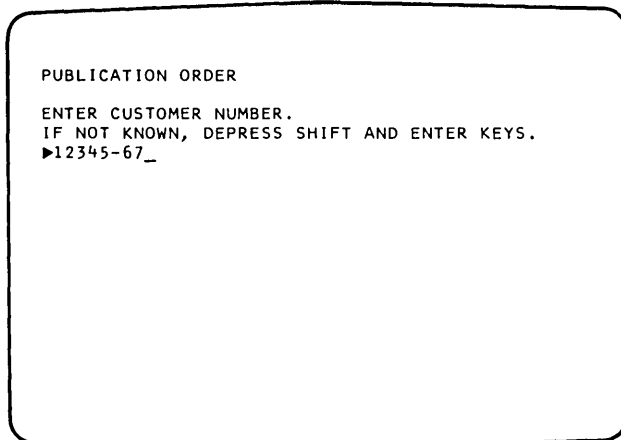 PUBLICATION ORDER
ENTER CUSTOMER NUMBER.
IF NOT KNOWN, DEPRESS SHIFT AND ENTER KEYS.
▶12345-67_